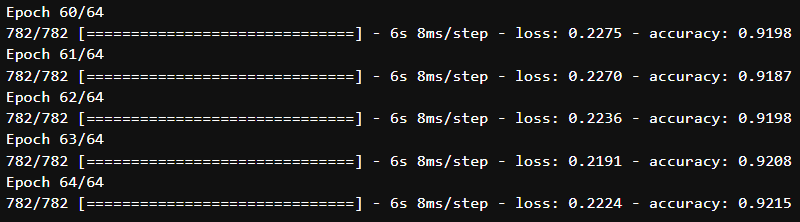 Epoch 60/64
782/782 [==============================] - 6s 8ms/step - loss: 0.2275 - accuracy: 0.9198
Epoch 61/64
782/782 [==============================] - 6s 8ms/step - loss: 0.2270 - accuracy: 0.9187
Epoch 62/64
782/782 [==============================] - 6s 8ms/step - loss: 0.2236 - accuracy: 0.9198
Epoch 63/64
782/782 [==============================] - 6s 8ms/step - loss: 0.2191 - accuracy: 0.9208
Epoch 64/64
782/782 [==============================] - 6s 8ms/step - loss: 0.2224 - accuracy: 0.9215